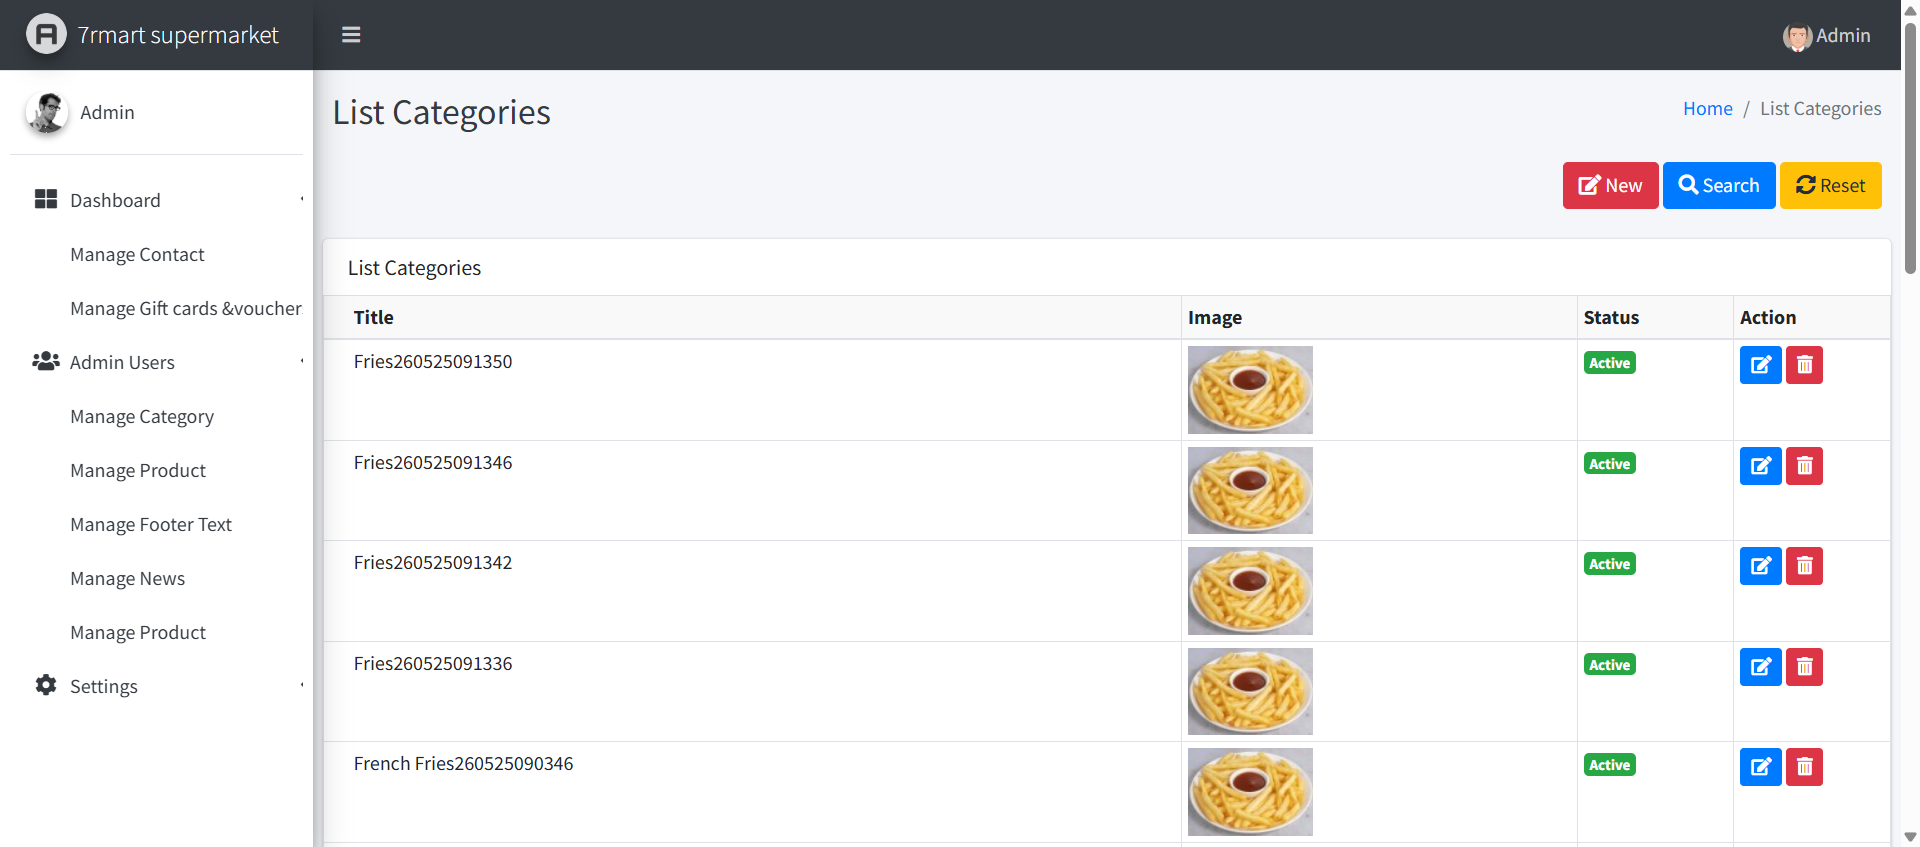 7rmart supermarket
Admin
Admin
List Categories
Home / List Categories
New Search Reset
Dashboard
Manage Contact
Manage Gift cards &voucher
Admin Users
Manage Category
Manage Product
Manage Footer Text
Manage News
Manage Product
Settings
List Categories
Title Image Status Action
Fries260525091350 Active
Fries260525091346 Active
Fries260525091342 Active
Fries260525091336 Active
French Fries260525090346 Active